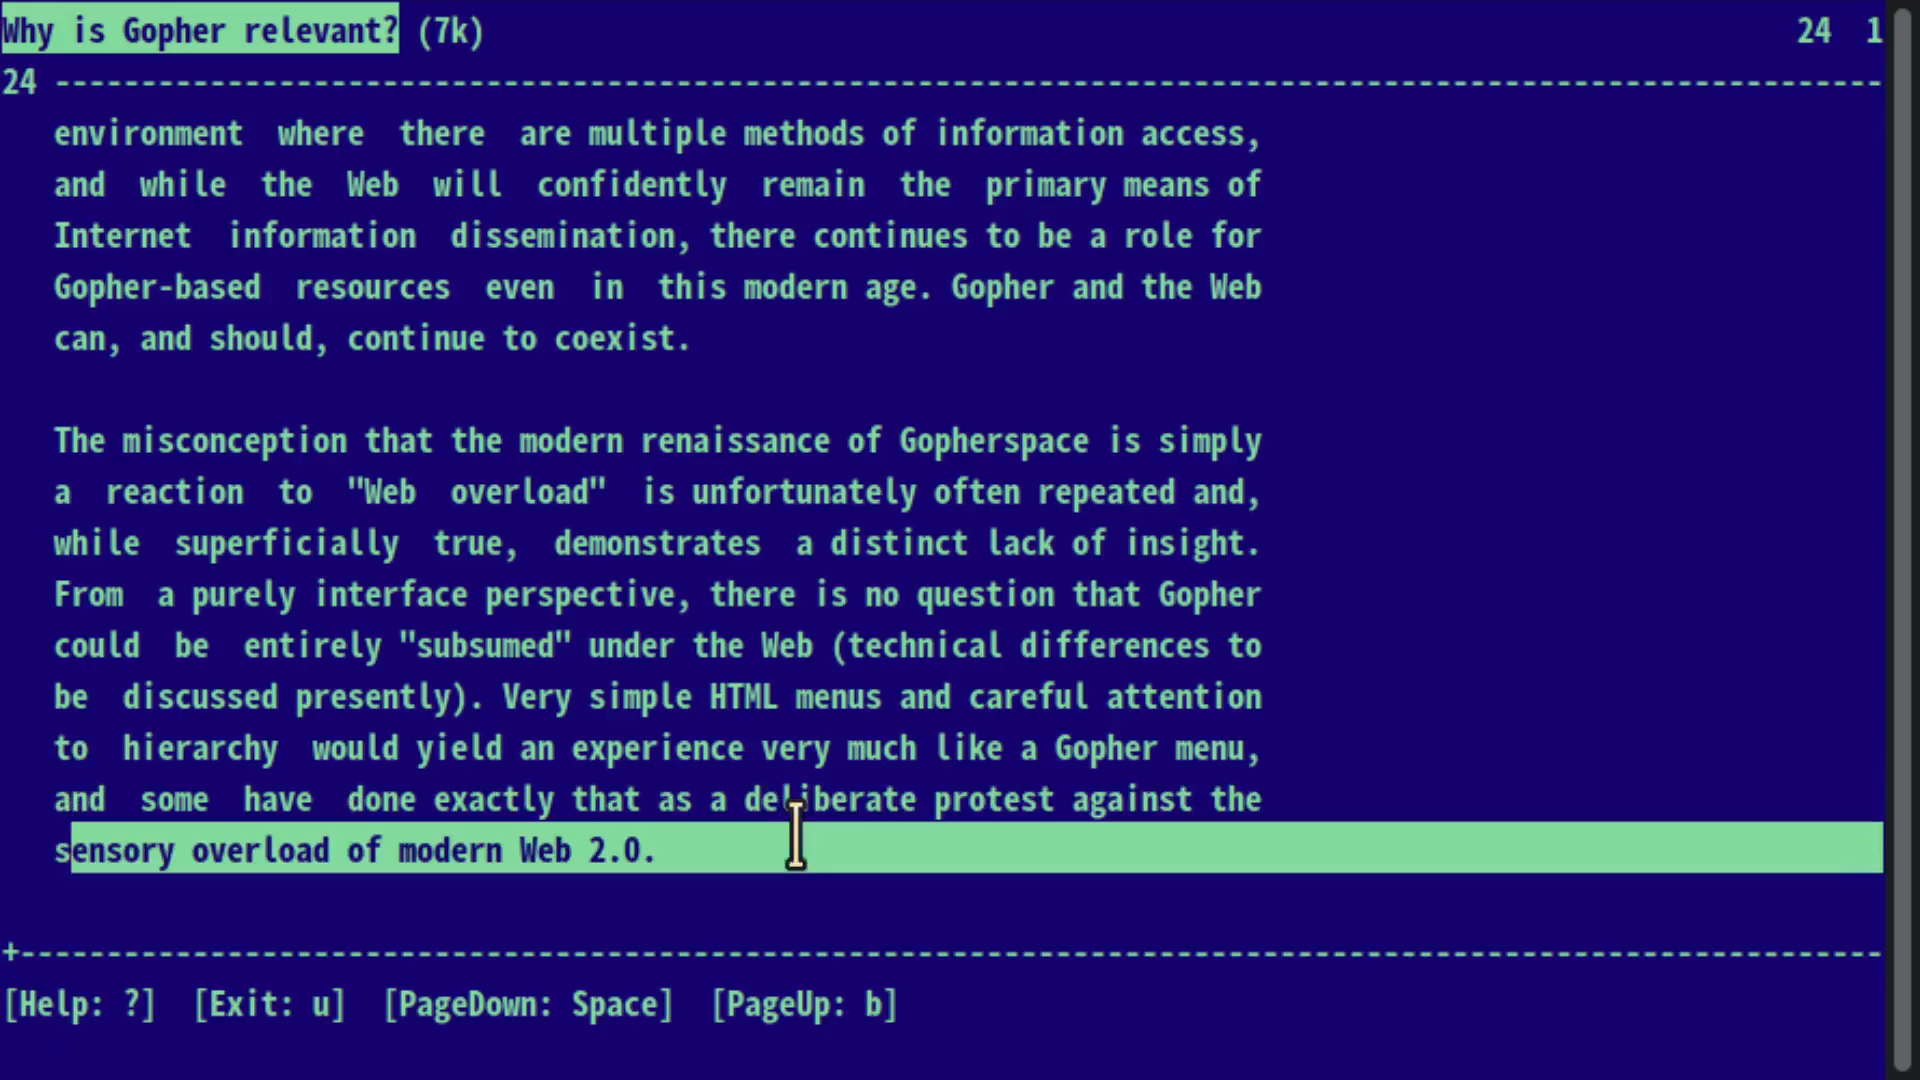 Why is Gopher relevant? (7k) 24 1
24 --------------------------------------------------------------------------------------------------------------
environment  where  there  are multiple methods of information access,
and  while  the  Web  will  confidently  remain  the  primary means of
Internet  information  dissemination, there continues to be a role for
Gopher-based  resources  even  in  this modern age. Gopher and the Web
can, and should, continue to coexist.
The misconception that the modern renaissance of Gopherspace is simply
a  reaction  to  "Web  overload"  is unfortunately often repeated and,
while  superficially  true,  demonstrates  a distinct lack of insight.
From  a purely interface perspective, there is no question that Gopher
could  be  entirely "subsumed" under the Web (technical differences to
be  discussed presently). Very simple HTML menus and careful attention
to  hierarchy  would yield an experience very much like a Gopher menu,
and  some  have  done exactly that as a deliberate protest against the
sensory overload of modern Web 2.0.
+------------------------------------------------------------------------------------------------------------
[Help: ?]  [Exit: u]  [PageDown: Space]  [PageUp: b]